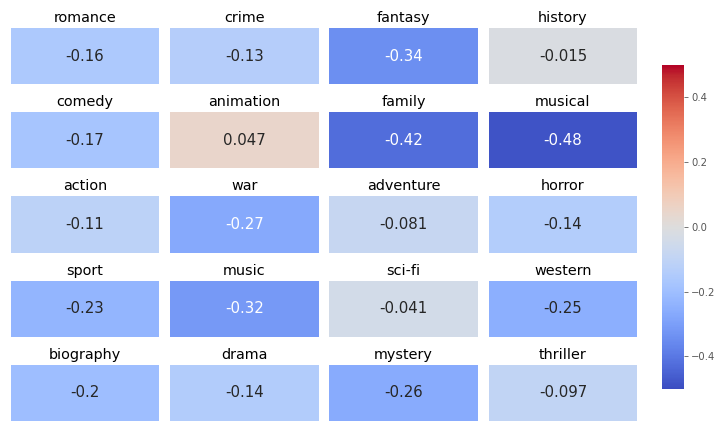 romance crime fantasy history
-0.16 -0.13 -0.34 -0.015
comedy animation family musical
-0.17 0.047 -0.42 -0.48
action war adventure horror
-0.11 -0.27 -0.081 -0.14
sport music sci-fi western
-0.23 -0.32 -0.041 -0.25
biography drama mystery thriller
-0.2 -0.14 -0.26 -0.097
0.4
0.2
0.0
−0.2
−0.4